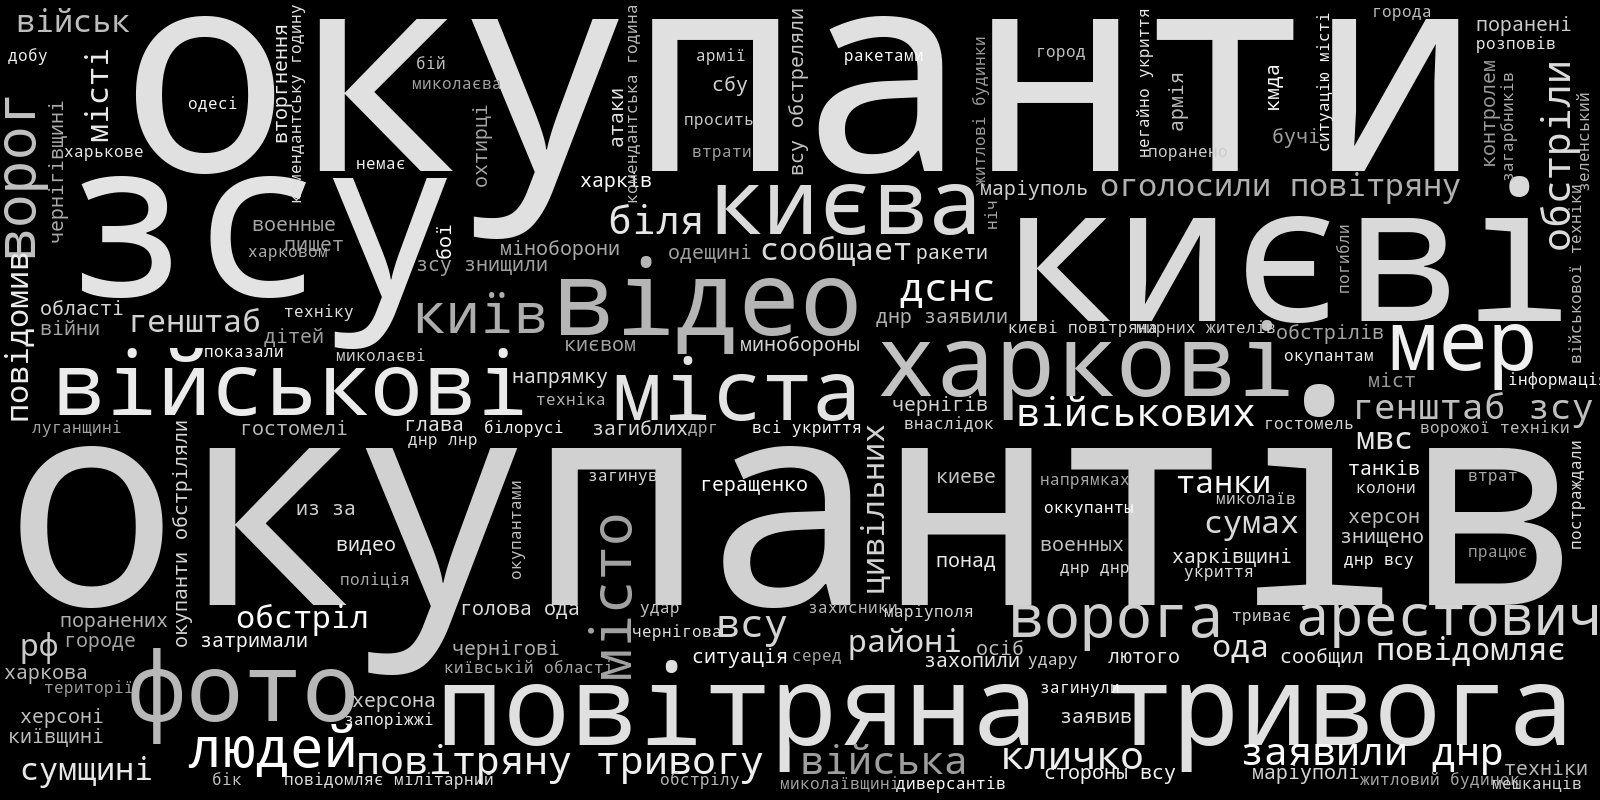 військ
окупанти
города
поранені
розповів
добу
місті
одесі
вторгнення
комендантську годину
бій
миколаєва
армії
сбу
просить
втрати
ракетами
всу обстреляли
житлові будинки
город
негайно укриття
армія
кмда
ситуацію місті
бучі
поранено
контролем
загарбників
обстріли
зеленський
ворог
чернігівщині
харькове
немає
охтирці
атаки
комендантська година
харків
зсу
києва
біля
ніч
маріуполь
оголосили повітряну
києві
военные
пишет
харковом
бої
міноборони
зсу знищили
одещині
сообщает
ракети
погибли
військової техніки
повідомив
області
війни
генштаб
техніку
дітей
київ
відео
києвом
минобороны
дснс
днр заявили
києві повітряна
мирних жителів
обстрілів
мер
показали
миколаєві
військові
напрямку
техніка
міста
харкові
окупантам
міст
інформація
чернігів
військових
внаслідок
гостомель
генштаб зсу
ворожої техніки
мвс
луганщині
гостомелі
глава
днр лнр
білорусі
загиблих
дрг
всі укриття
окупантів
окупанти обстріляли
из за
видео
поліція
окупантами
загинув
геращенко
місто
цивільних
киеве
понад
напрямках
оккупанты
военных
днр днр
танки
миколаїв
сумах
харківщині
укриття
танків
колони
херсон
знищено
днр всу
втрат
працює
постраждали
поранених
городе
рф
харкова
обстріл
затримали
голова ода
удар
чернігова
всу
захисники
маріуполя
ворога
триває
арестович
чернігові
київській області
ситуація
серед
районі
осіб
захопили
удару
лютого
ода
сообщил
повідомляє
території
фото
херсона
запоріжжі
повітряна тривога
загинули
заявив
херсоні
київщині
сумщині
людей
бік
повітряну тривогу
повідомляє мілітарний
обстрілу
війська
миколаївщині
диверсантів
кличко
стороны всу
заявили днр
маріуполі
житловий будинок
техніки
мешканців